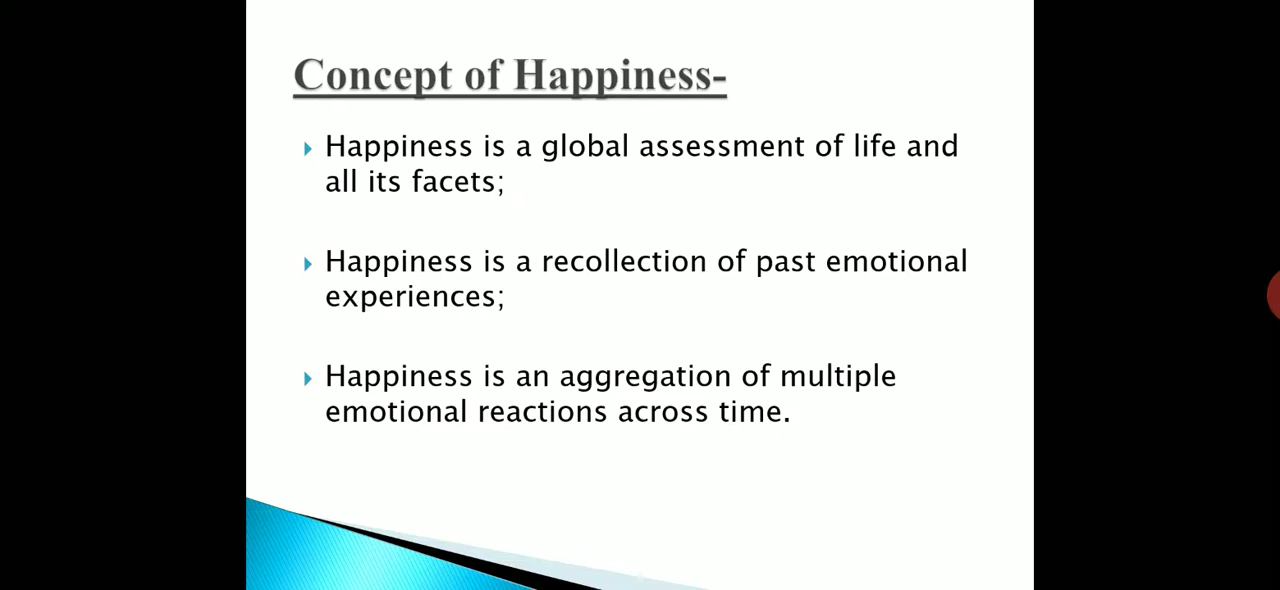 Concept of Happiness-
Happiness is a global assessment of life and
all its facets;
Happiness is a recollection of past emotional
experiences;
Happiness is an aggregation of multiple
emotional reactions across time.